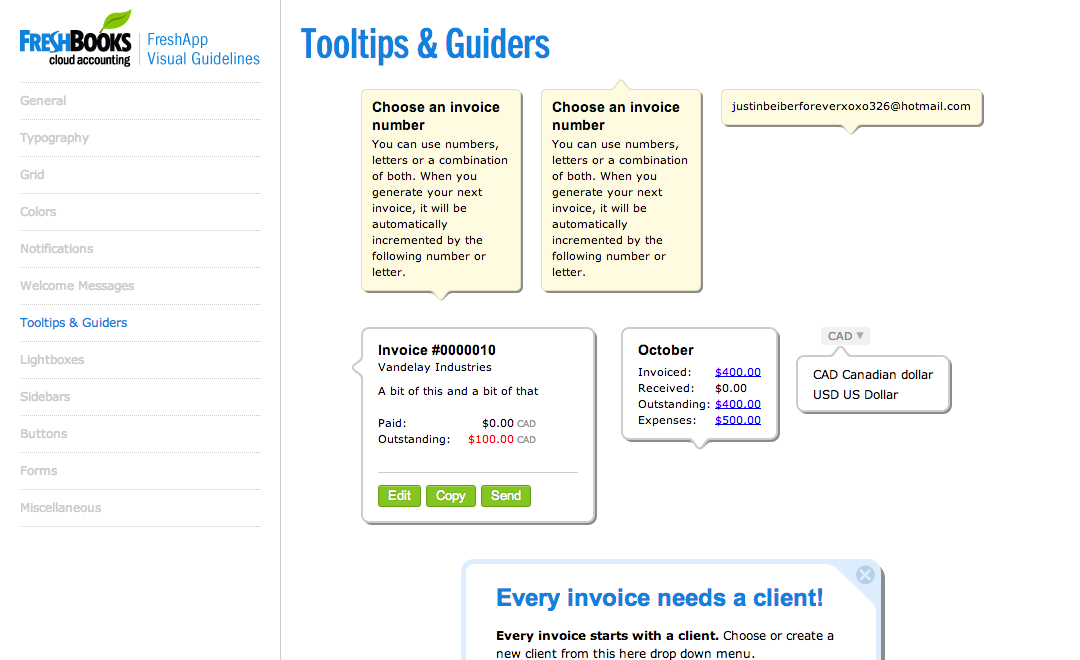 FRESHBOOKS
cloud accounting
FreshApp
Visual Guidelines
General
Typography
Grid
Colors
Notifications
Welcome Messages
Tooltips & Guiders
Lightboxes
Sidebars
Buttons
Forms
Miscellaneous
Tooltips & Guiders
Choose an invoice
number
You can use numbers,
letters or a combination
of both. When you
generate your next
invoice, it will be
automatically
incremented by the
following number or
letter.
Choose an invoice
number
You can use numbers,
letters or a combination
of both. When you
generate your next
invoice, it will be
automatically
incremented by the
following number or
letter.
justinbeiberforeverxoxo326@hotmail.com
Invoice #0000010
Vandelay Industries
A bit of this and a bit of that
Paid: $0.00 CAD
Outstanding: $100.00 CAD
Edit Copy Send
October
Invoiced: $400.00
Received: $0.00
Outstanding: $400.00
Expenses: $500.00
CAD ▼
CAD Canadian dollar
USD US Dollar
Every invoice needs a client!
Every invoice starts with a client. Choose or create a
new client from this here drop down menu.